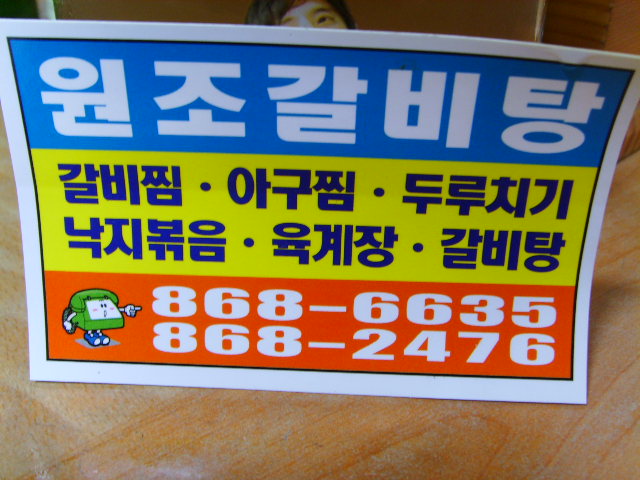 원조갈비탕
갈비찜 · 아구찜 · 두루치기
낙지볶음 · 육계장 · 갈비탕
868-6635
868-2476